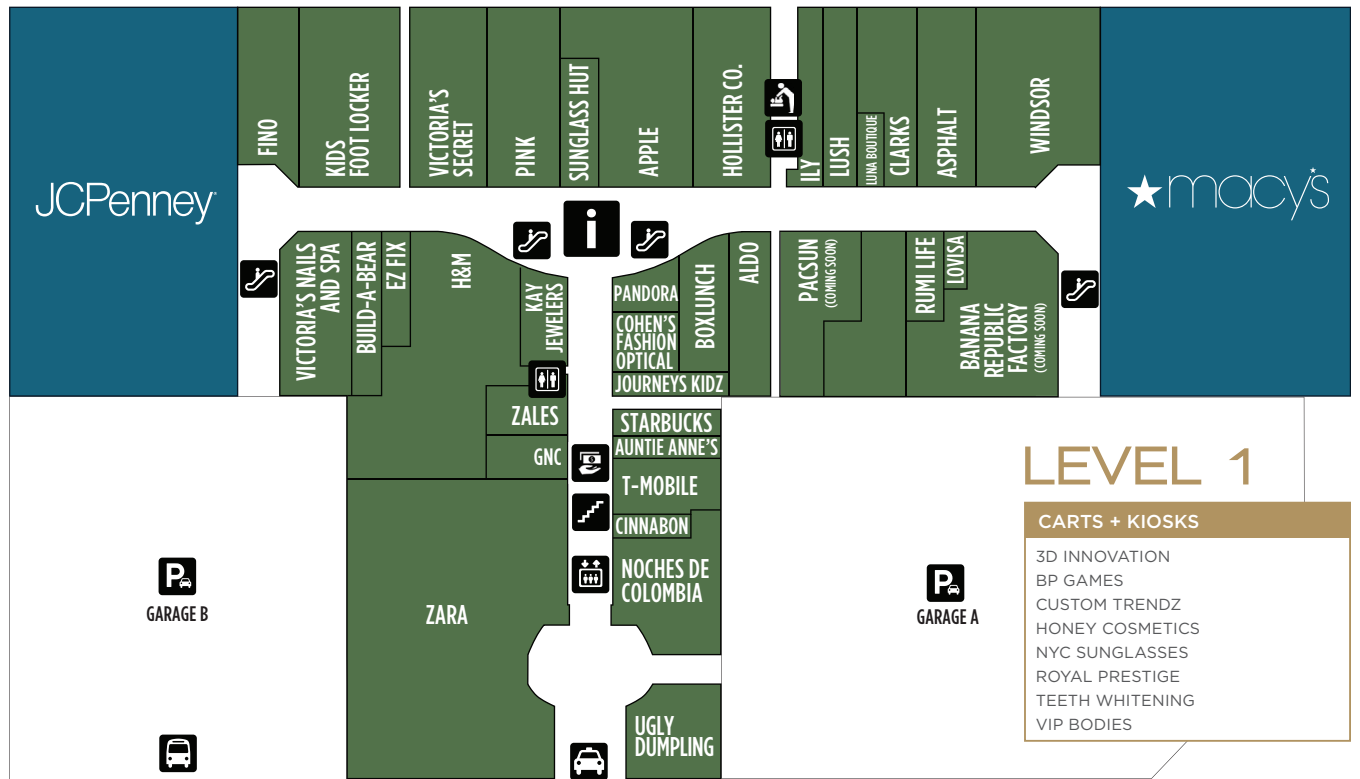 JCPenney
FINO
KIDS
FOOT LOCKER
VICTORIA'S
SECRET
PINK
SUNGLASS HUT
APPLE
HOLLISTER CO.
ILY
LUSH
LUNA BOUTIQUE
CLARKS
ASPHALT
WINDSOR
macy's
i
VICTORIA'S NAILS
AND SPA
BUILD-A-BEAR
EZ FIX
H&M
KAY
JEWELERS
PANDORA
COHEN'S
FASHION
OPTICAL
BOXLUNCH
JOURNEYS KIDZ
ALDO
PACSUN
(COMING SOON)
RUMI LIFE
LOVISA
BANANA
REPUBLIC
FACTORY
(COMING SOON)
ZALES
GNC
STARBUCKS
AUNTIE ANNE'S
T-MOBILE
CINNABON
NOCHES DE
COLOMBIA
ZARA
UGLY
DUMPLING
P
GARAGE B
P
GARAGE A
LEVEL 1
CARTS + KIOSKS
3D INNOVATION
BP GAMES
CUSTOM TRENDZ
HONEY COSMETICS
NYC SUNGLASSES
ROYAL PRESTIGE
TEETH WHITENING
VIP BODIES